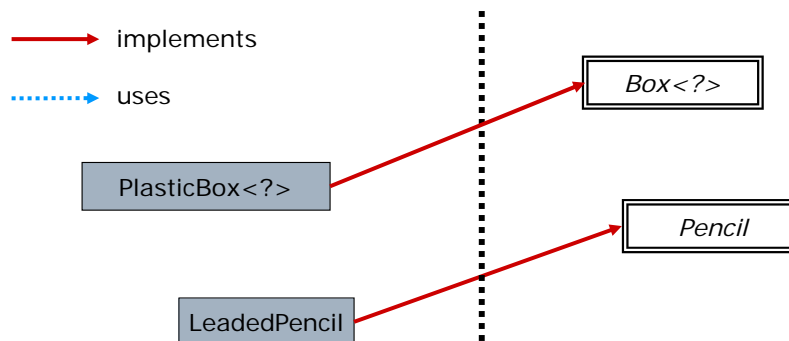 implements
uses
Box<?>
PlasticBox<?>
Pencil
LeadedPencil